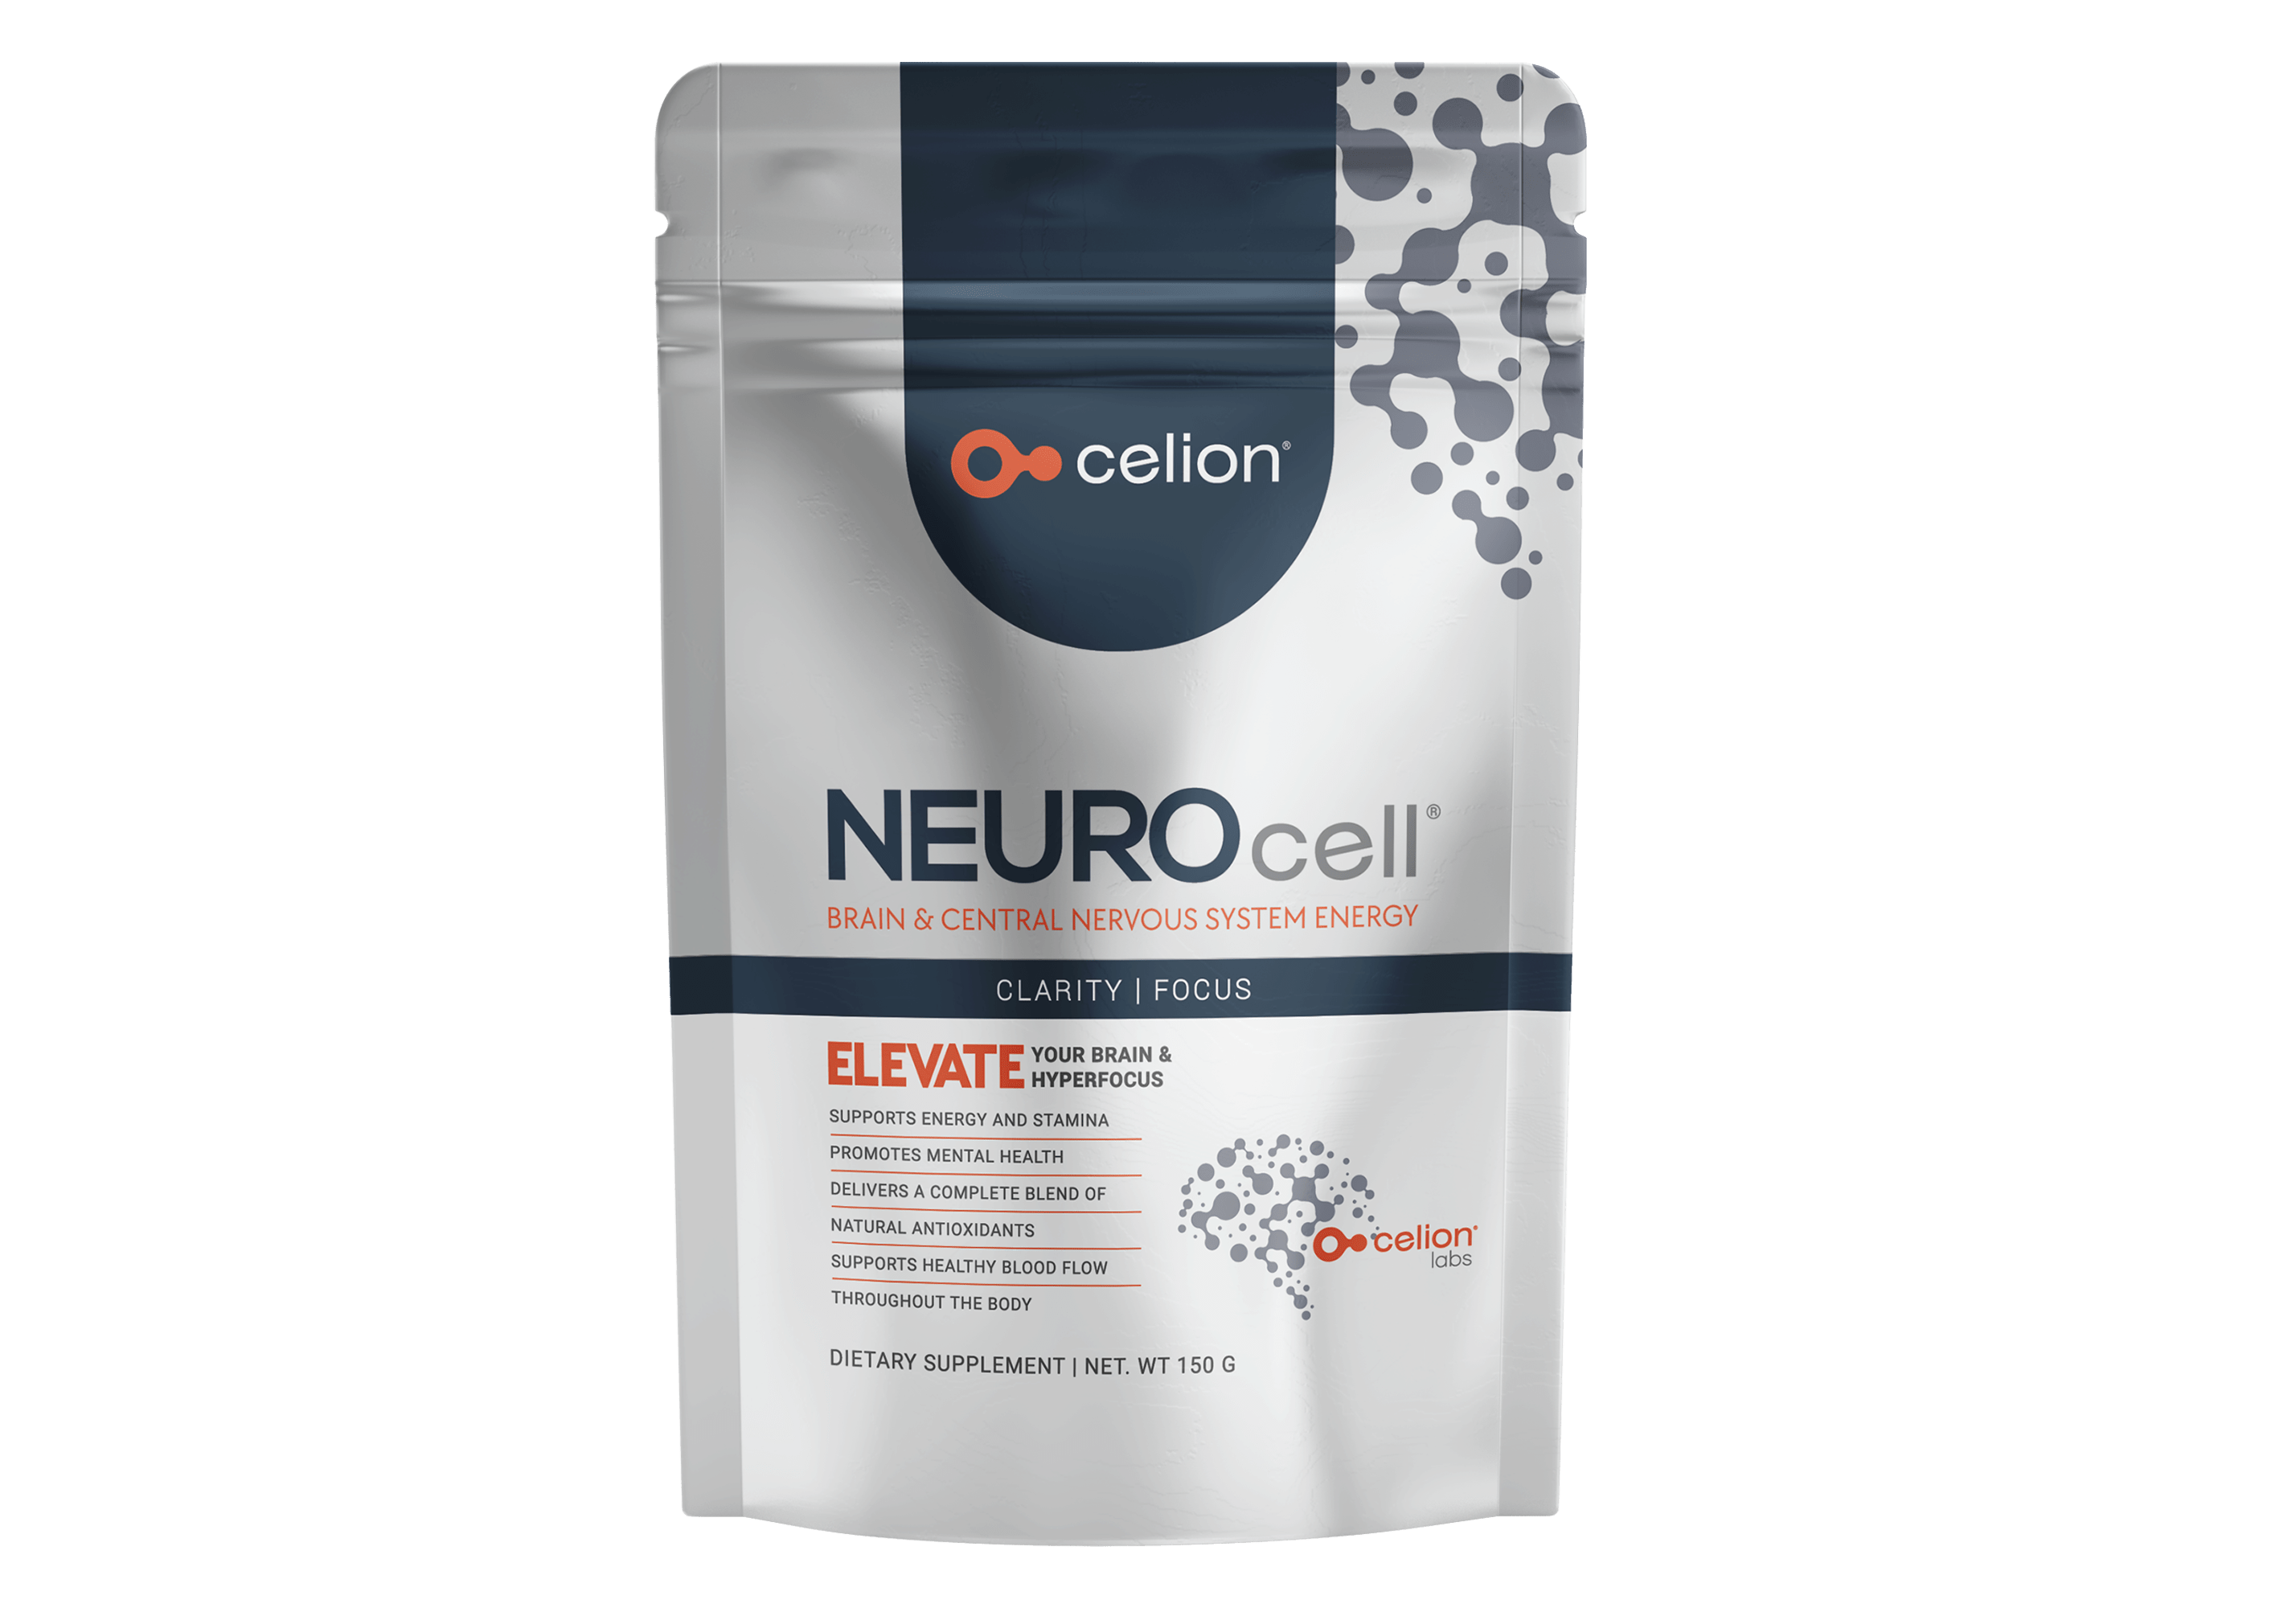 celion®
NEUROcell®
BRAIN & CENTRAL NERVOUS SYSTEM ENERGY
CLARITY | FOCUS
ELEVATE YOUR BRAIN &
HYPERFOCUS
SUPPORTS ENERGY AND STAMINA
PROMOTES MENTAL HEALTH
DELIVERS A COMPLETE BLEND OF
NATURAL ANTIOXIDANTS
SUPPORTS HEALTHY BLOOD FLOW
THROUGHOUT THE BODY
celion®
labs
DIETARY SUPPLEMENT | NET. WT 150 G